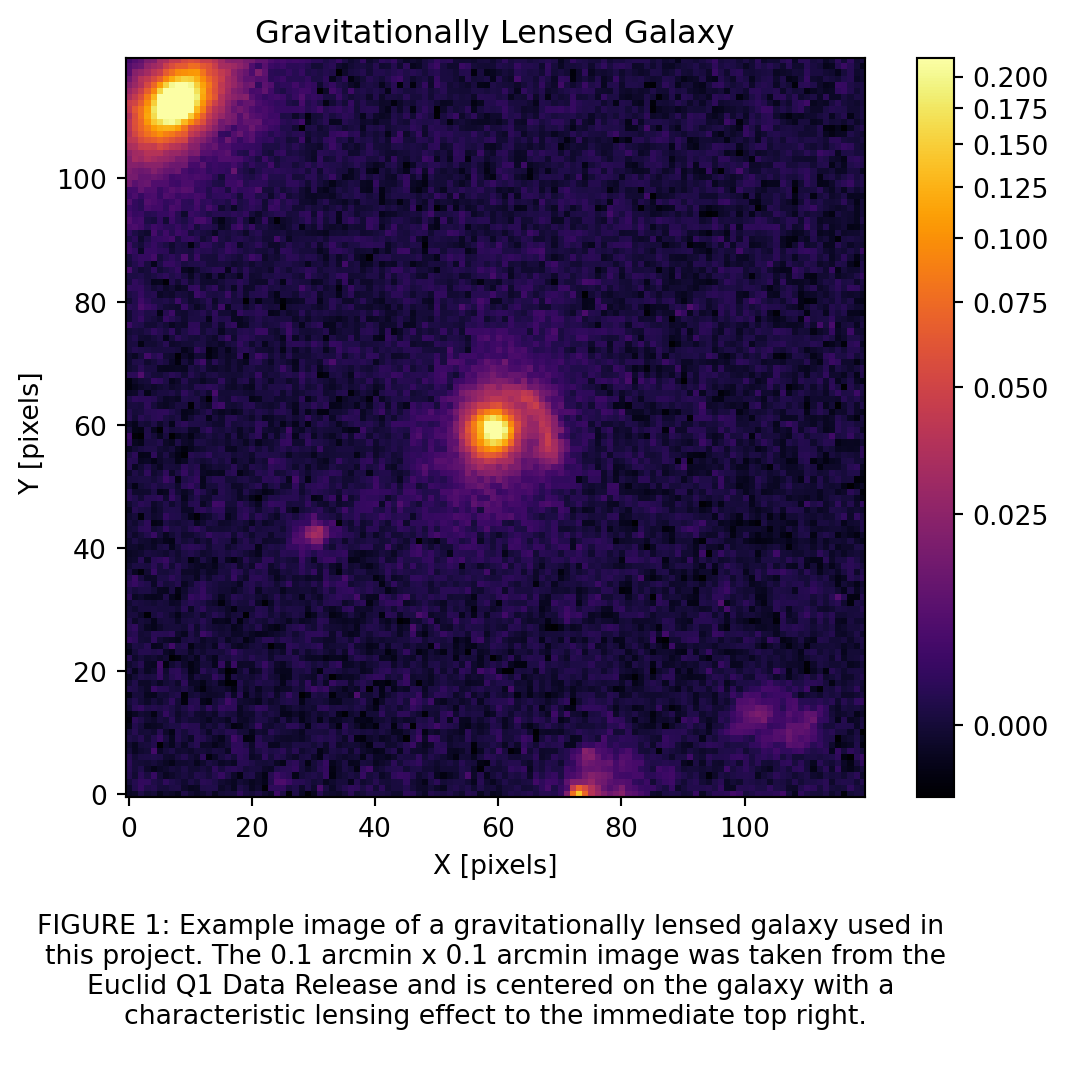 Gravitationally Lensed Galaxy
100
80
60
40
20
0
Y [pixels]
0 20 40 60 80 100
X [pixels]
0.200
0.175
0.150
0.125
0.100
0.075
0.050
0.025
0.000
FIGURE 1: Example image of a gravitationally lensed galaxy used in
this project. The 0.1 arcmin x 0.1 arcmin image was taken from the
Euclid Q1 Data Release and is centered on the galaxy with a
characteristic lensing effect to the immediate top right.